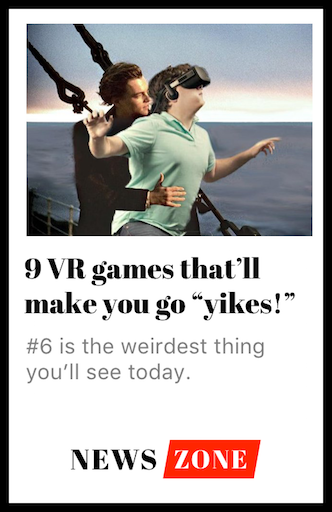 9 VR games that’ll
make you go “yikes!”
#6 is the weirdest thing
you’ll see today.
NEWS ZONE